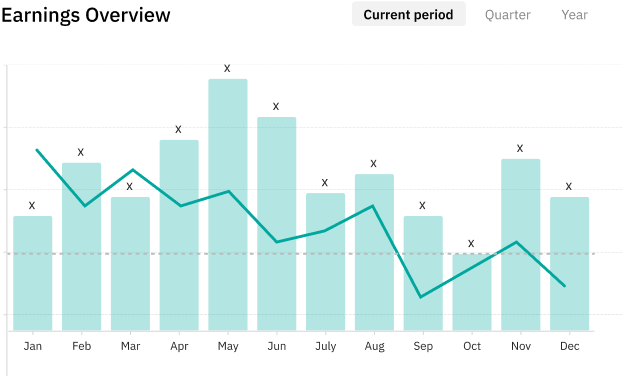 Earnings Overview
Current period Quarter Year
x
x
x
x
x
x
x
x
x
x
x
x
Jan Feb Mar Apr May Jun July Aug Sep Oct Nov Dec